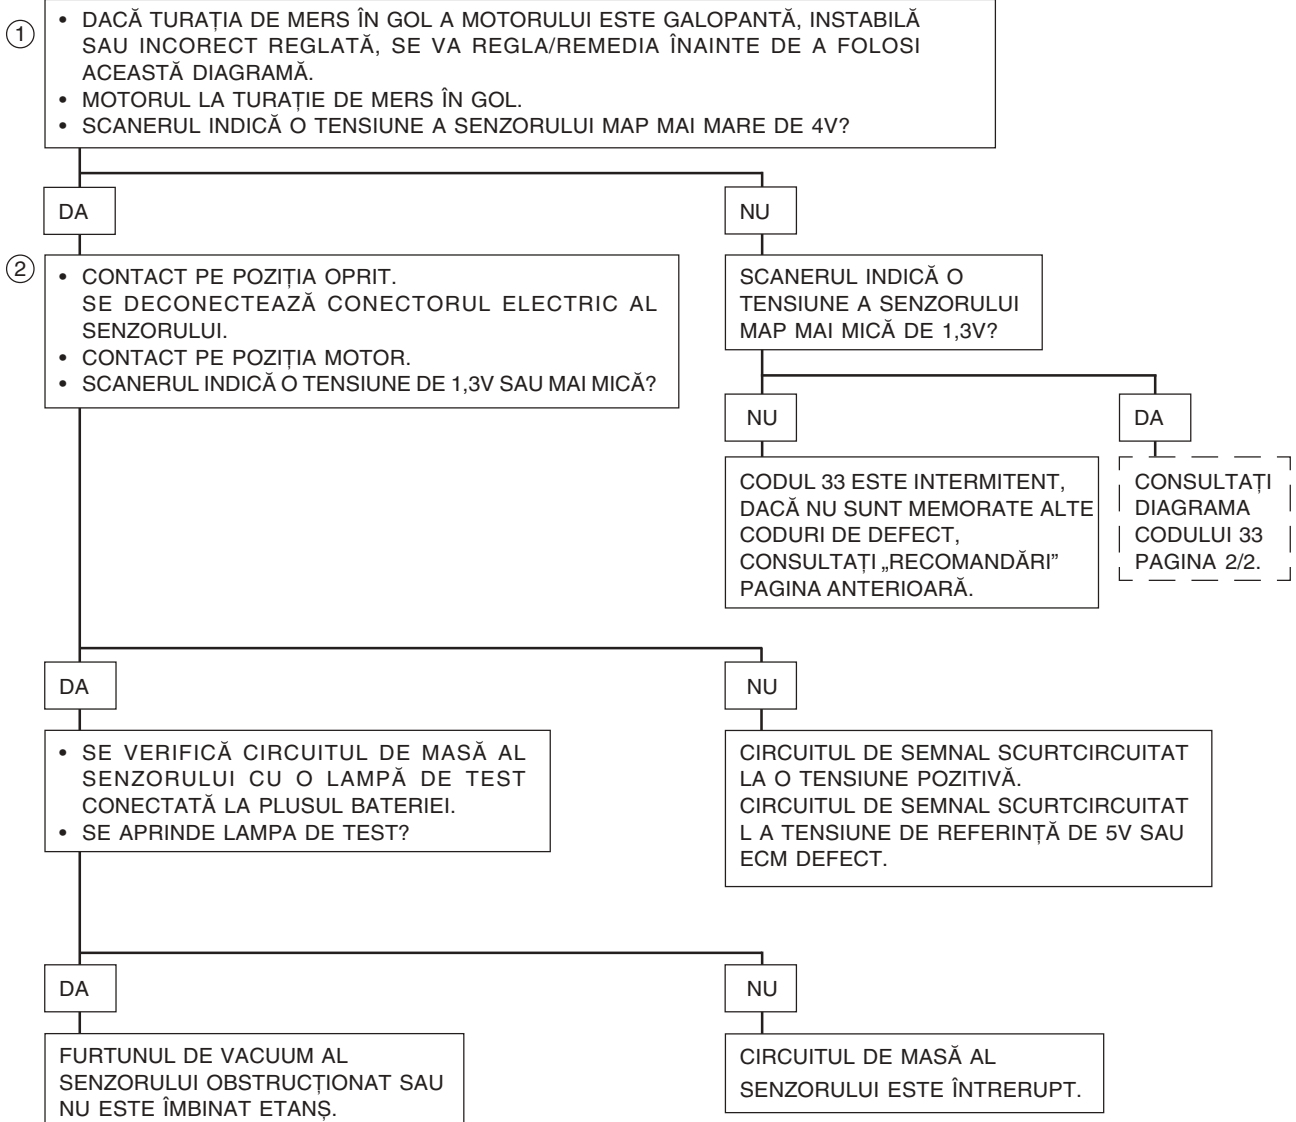 1
• DACĂ TURAȚIA DE MERS ÎN GOL A MOTORULUI ESTE GALOPANTĂ, INSTABILĂ
SAU INCORECT REGLATĂ, SE VA REGLA/REMEDIA ÎNAINTE DE A FOLOSI
ACEASTĂ DIAGRAMĂ.
• MOTORUL LA TURAȚIE DE MERS ÎN GOL.
• SCANERUL INDICĂ O TENSIUNE A SENZORULUI MAP MAI MARE DE 4V?
DA
NU
2
• CONTACT PE POZIȚIA OPRIT.
SE DECONECTEAZĂ CONECTORUL ELECTRIC AL
SENZORULUI.
• CONTACT PE POZIȚIA MOTOR.
• SCANERUL INDICĂ O TENSIUNE DE 1,3V SAU MAI MICĂ?
SCANERUL INDICĂ O
TENSIUNE A SENZORULUI
MAP MAI MICĂ DE 1,3V?
NU
DA
CODUL 33 ESTE INTERMITENT,
DACĂ NU SUNT MEMORATE ALTE
CODURI DE DEFECT,
CONSULTAȚI „RECOMANDĂRI”
PAGINA ANTERIOARĂ.
CONSULTAȚI
DIAGRAMA
CODULUI 33
PAGINA 2/2.
DA
NU
• SE VERIFICĂ CIRCUITUL DE MASĂ AL
SENZORULUI CU O LAMPĂ DE TEST
CONECTATĂ LA PLUSUL BATERIEI.
• SE APRINDE LAMPA DE TEST?
CIRCUITUL DE SEMNAL SCURTCIRCUITAT
LA O TENSIUNE POZITIVĂ.
CIRCUITUL DE SEMNAL SCURTCIRCUITAT
L A TENSIUNE DE REFERINȚĂ DE 5V SAU
ECM DEFECT.
DA
NU
FURTUNUL DE VACUUM AL
SENZORULUI OBSTRUCȚIONAT SAU
NU ESTE ÎMBINAT ETANȘ.
CIRCUITUL DE MASĂ AL
SENZORULUI ESTE ÎNTRERUPT.